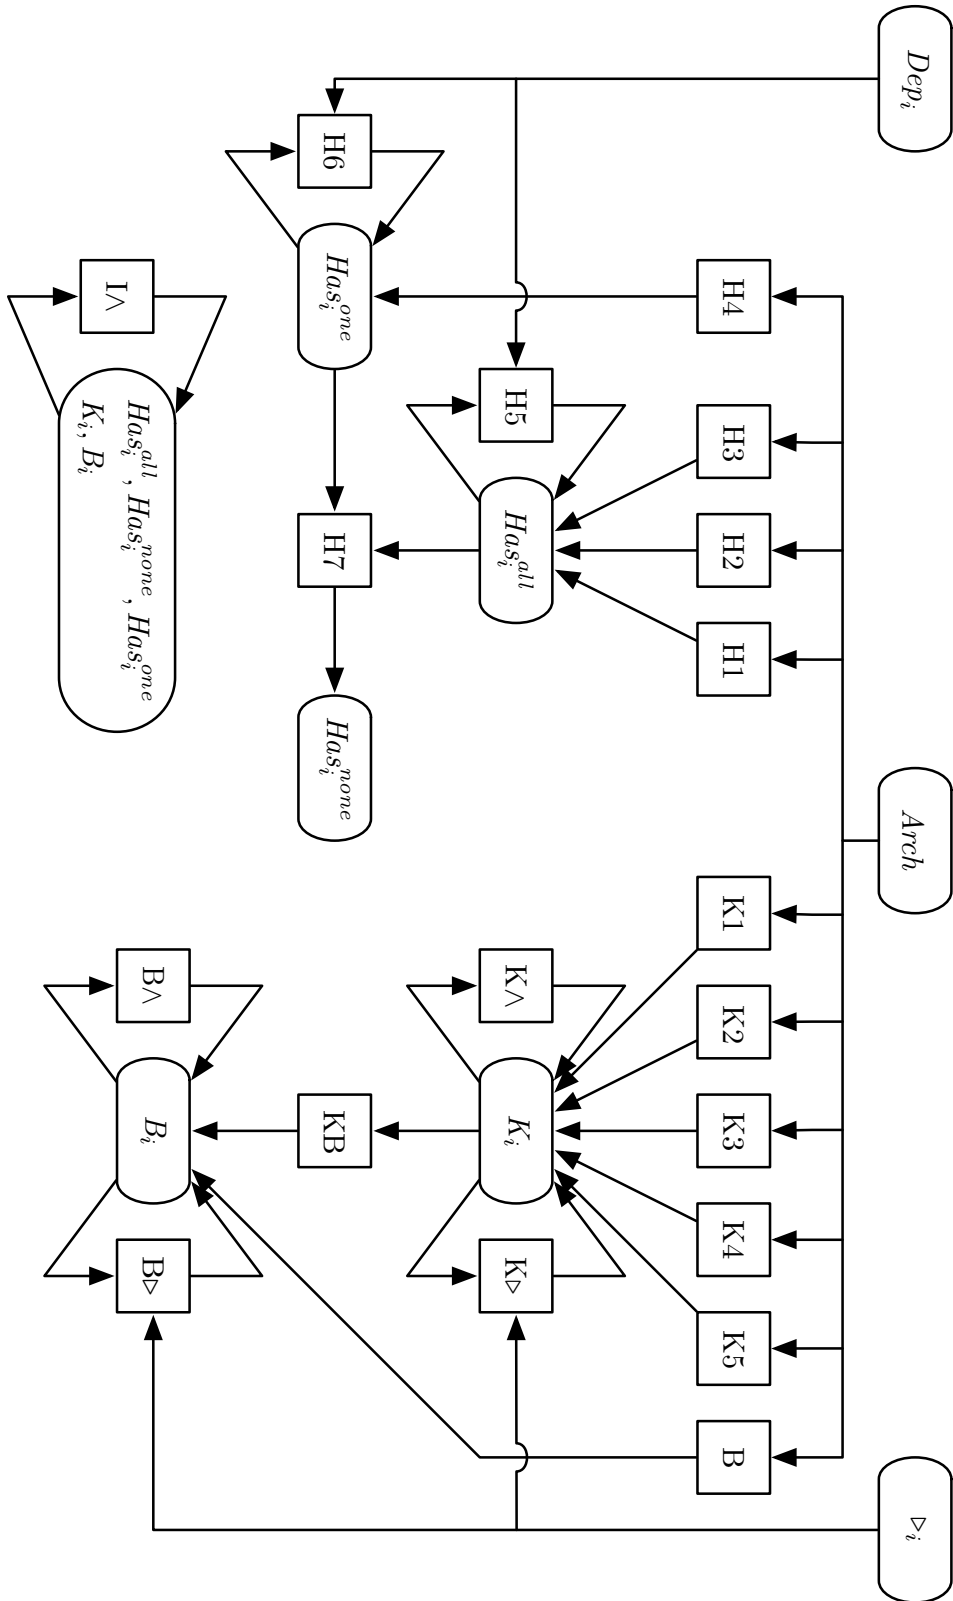 Dep_i
Arch
▷_i
H4
H3
H2
H1
K1
K2
K3
K4
K5
B
H5
Has_i^{all}
K∧
K_i
K▷
H6
Has_i^{one}
H7
Has_i^{none}
KB
I∧
Has_i^{all}, Has_i^{none}, Has_i^{one}
K_i, B_i
B∧
B_i
B▷